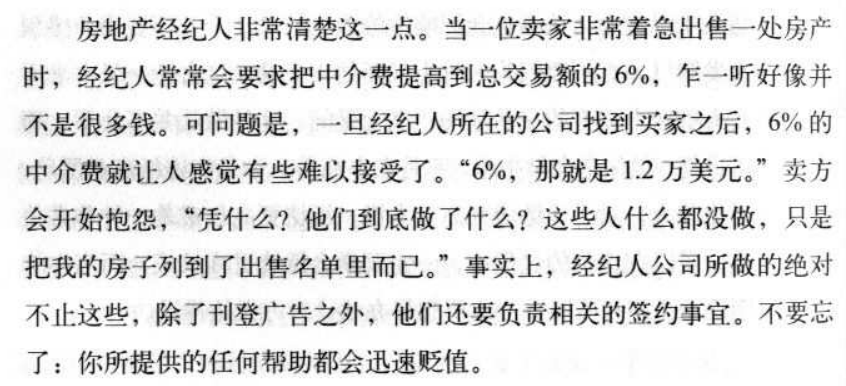 房地产经纪人非常清楚这一点。当一位卖家非常着急出售一处房产
时，经纪人常常会要求把中介费提高到总交易额的 6%，乍一听好像并
不是很多钱。可问题是，一旦经纪人所在的公司找到买家之后，6% 的
中介费就让人感觉有些难以接受了。“6%，那就是 1.2 万美元。” 卖方
会开始抱怨，“凭什么？他们到底做了什么？这些人什么都没做，只是
把我的房子列到了出售名单里而已。” 事实上，经纪人公司所做的绝对
不止这些，除了刊登广告之外，他们还要负责相关的签约事宜。不要忘
了：你所提供的任何帮助都会迅速贬值。